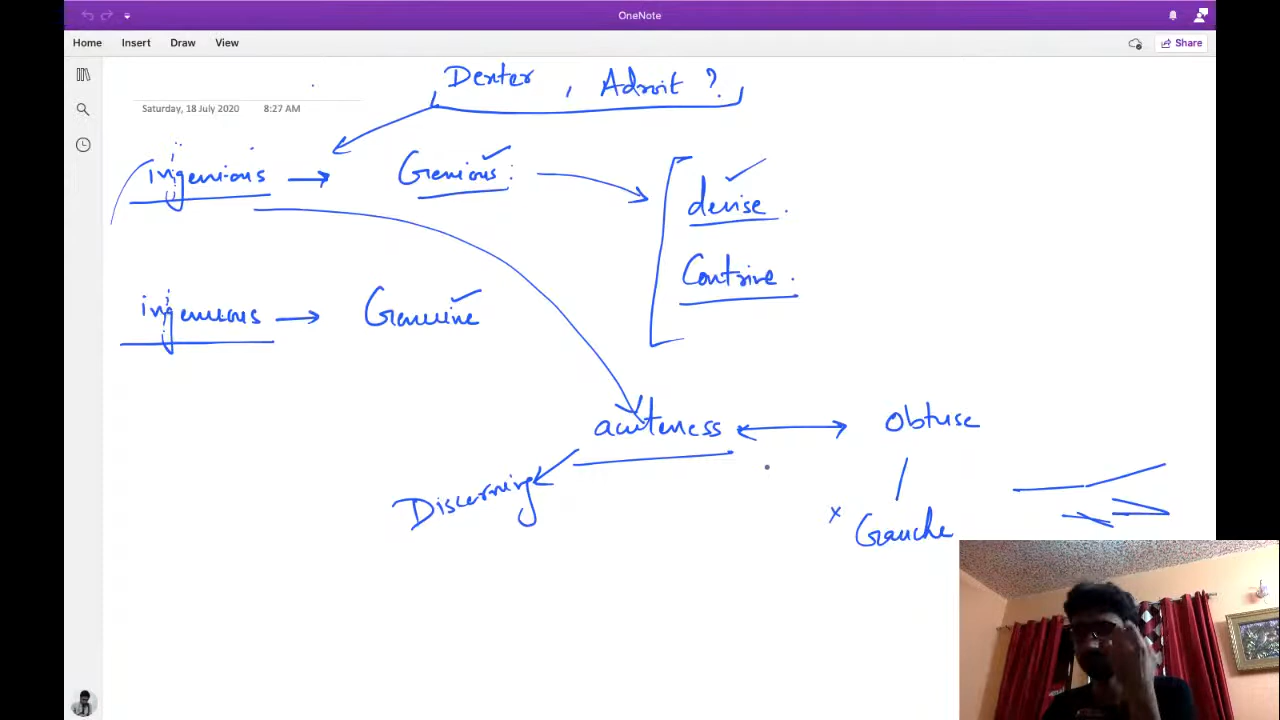 OneNote
Home Insert Draw View Share
Dexter , Adroit ?
Saturday, 18 July 2020 8:27 AM
ingenious → Genious :
devise .
Contrive .
ingenuous → Genuine
acuteness ↔ Obtuse
Discerning
x Gauche